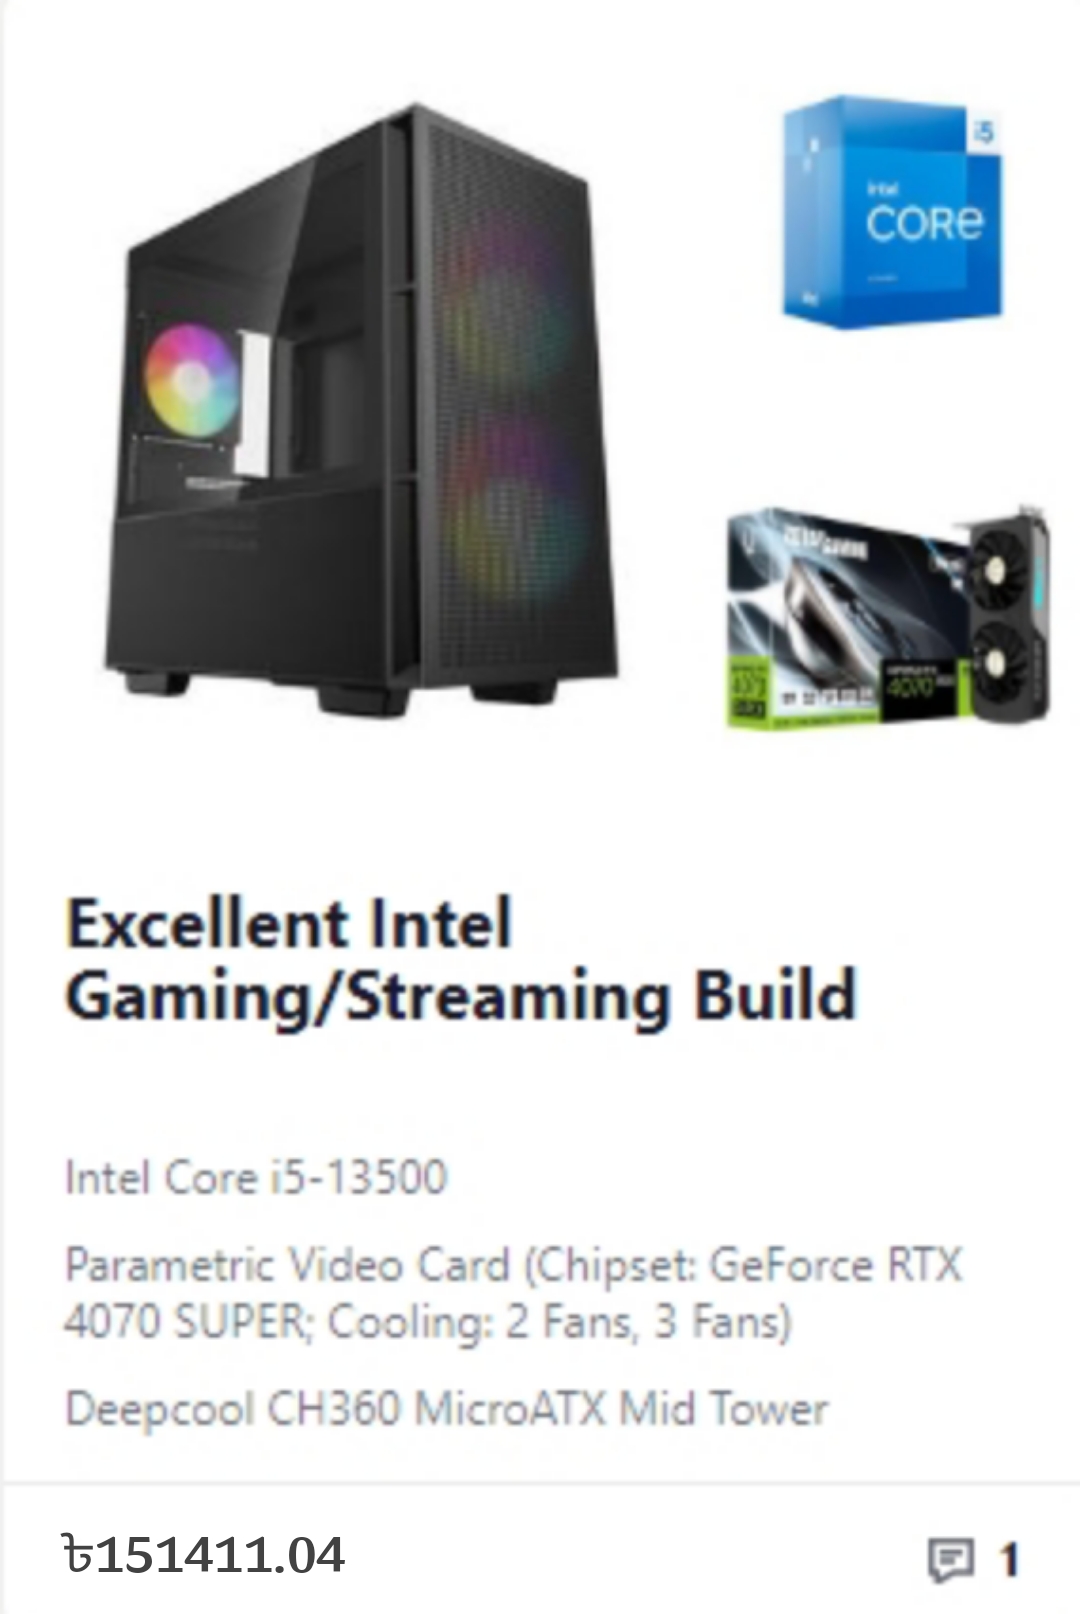 i5
intel
CORE
4070
Excellent Intel
Gaming/Streaming Build
Intel Core i5-13500
Parametric Video Card (Chipset: GeForce RTX
4070 SUPER; Cooling: 2 Fans, 3 Fans)
Deepcool CH360 MicroATX Mid Tower
৳151411.04
1